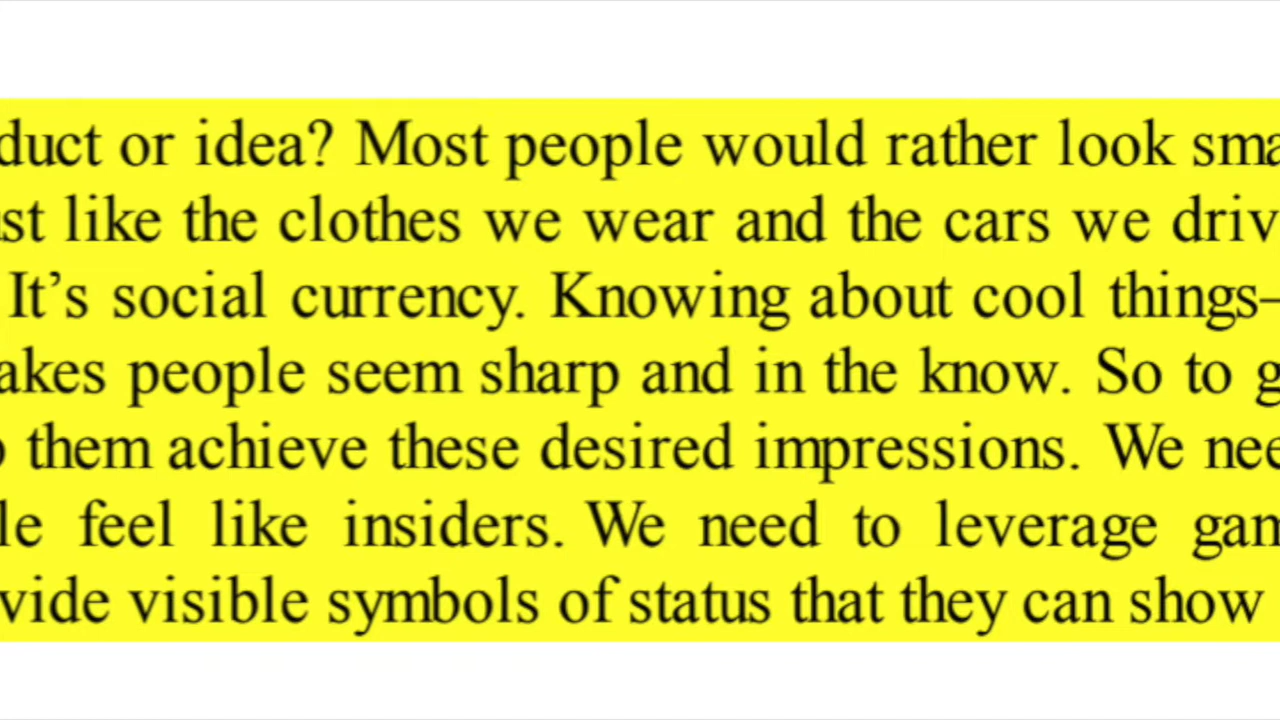 duct or idea? Most people would rather look sma
st like the clothes we wear and the cars we driv
It’s social currency. Knowing about cool things–
akes people seem sharp and in the know. So to g
them achieve these desired impressions. We nee
le feel like insiders. We need to leverage gam
vide visible symbols of status that they can show